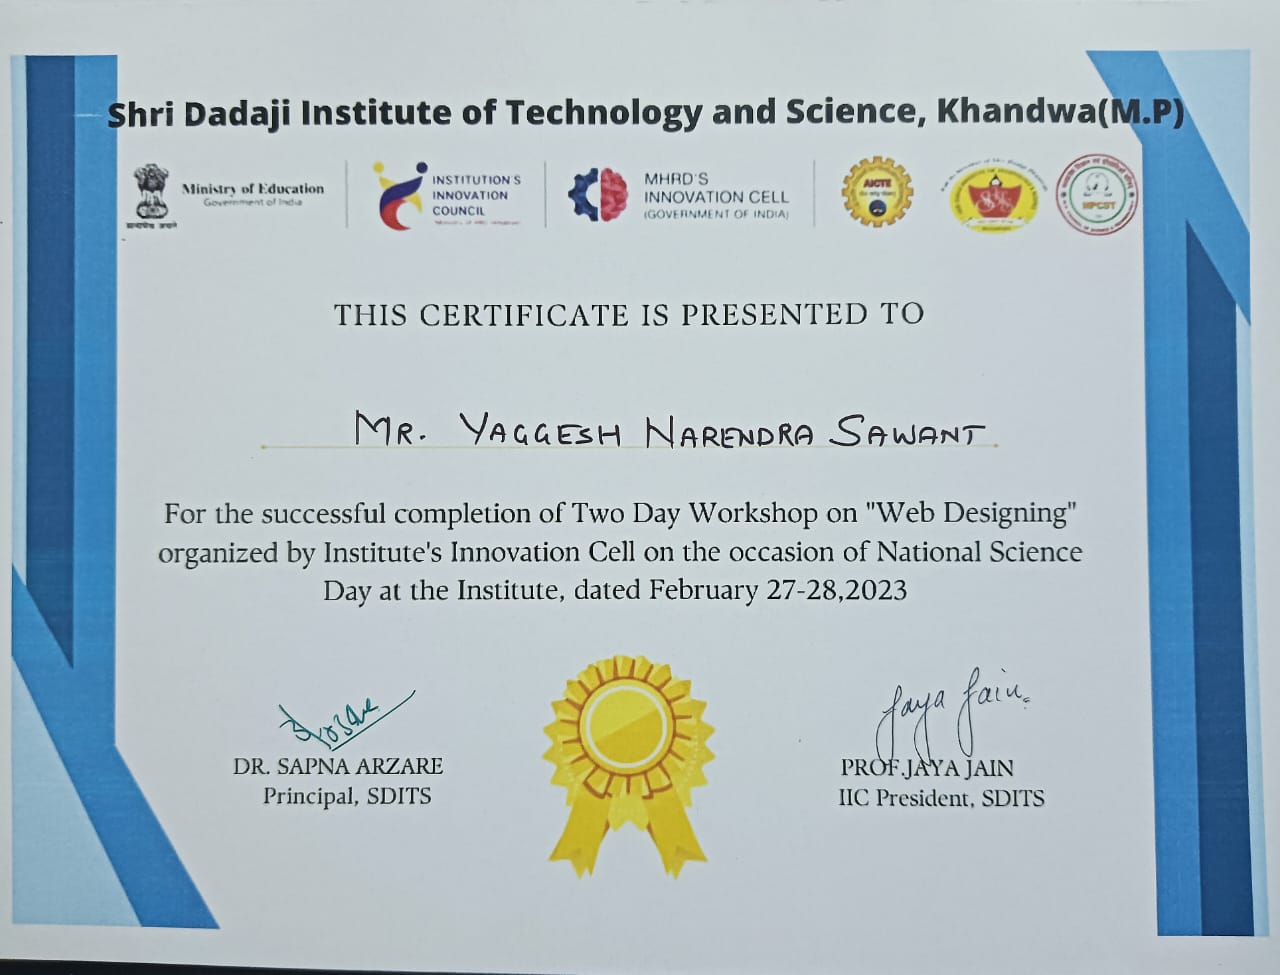 Shri Dadaji Institute of Technology and Science, Khandwa(M.P)
Ministry of Education
Government of India
सत्यमेव जयते
INSTITUTION'S
INNOVATION
COUNCIL
MHRD'S
INNOVATION CELL
(GOVERNMENT OF INDIA)
AICTE
MPCST
THIS CERTIFICATE IS PRESENTED TO
MR. YAGGESH NARENDRA SAWANT
For the successful completion of Two Day Workshop on "Web Designing"
organized by Institute's Innovation Cell on the occasion of National Science
Day at the Institute, dated February 27-28,2023
DR. SAPNA ARZARE
Principal, SDITS
Jaya Jain
PROF.JAYA JAIN
IIC President, SDITS